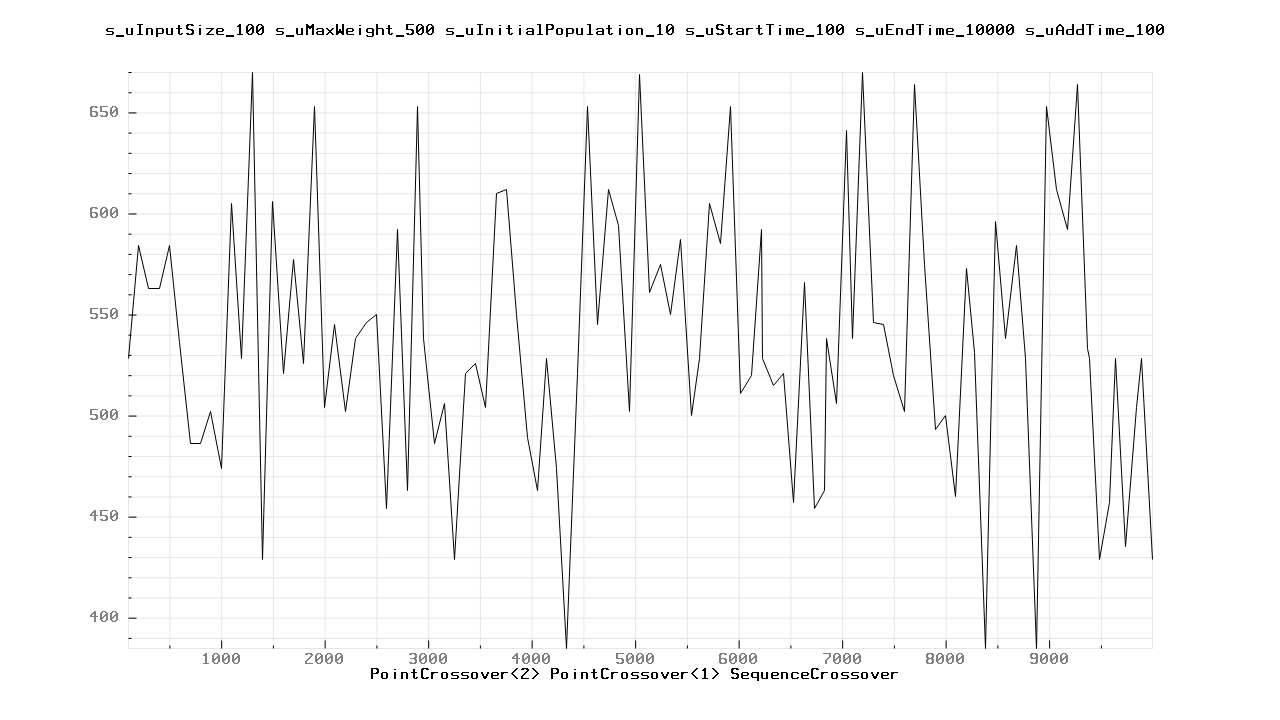 s_uInputSize_100 s_uMaxWeight_500 s_uInitialPopulation_10 s_uStartTime_100 s_uEndTime_10000 s_uAddTime_100
650
600
550
500
450
400
1000 2000 3000 4000 5000 6000 7000 8000 9000
PointCrossover<2> PointCrossover<1> SequenceCrossover